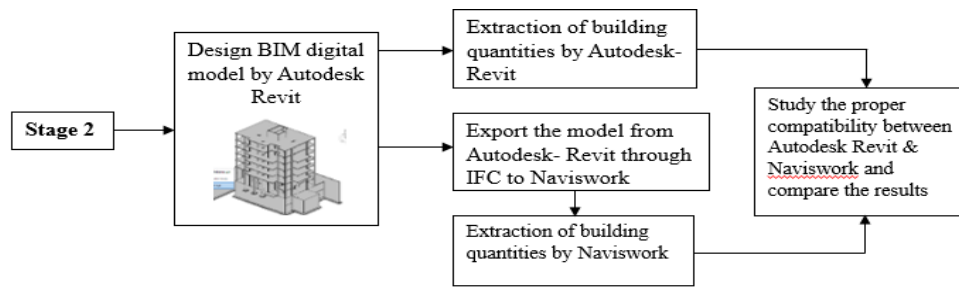 Stage 2
Design BIM digital
model by Autodesk
Revit
Extraction of building
quantities by Autodesk-
Revit
Export the model from
Autodesk- Revit through
IFC to Naviswork
Extraction of building
quantities by Naviswork
Study the proper
compatibility between
Autodesk Revit &
Naviswork and
compare the results